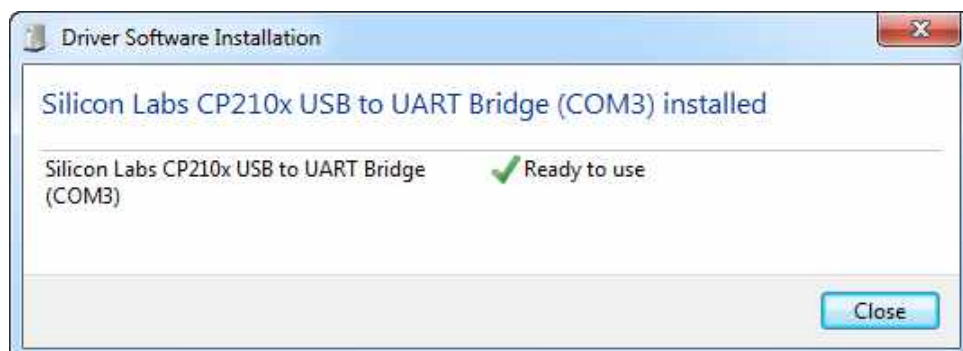 Driver Software Installation
Silicon Labs CP210x USB to UART Bridge (COM3) installed
Silicon Labs CP210x USB to UART Bridge
(COM3)
Ready to use
Close